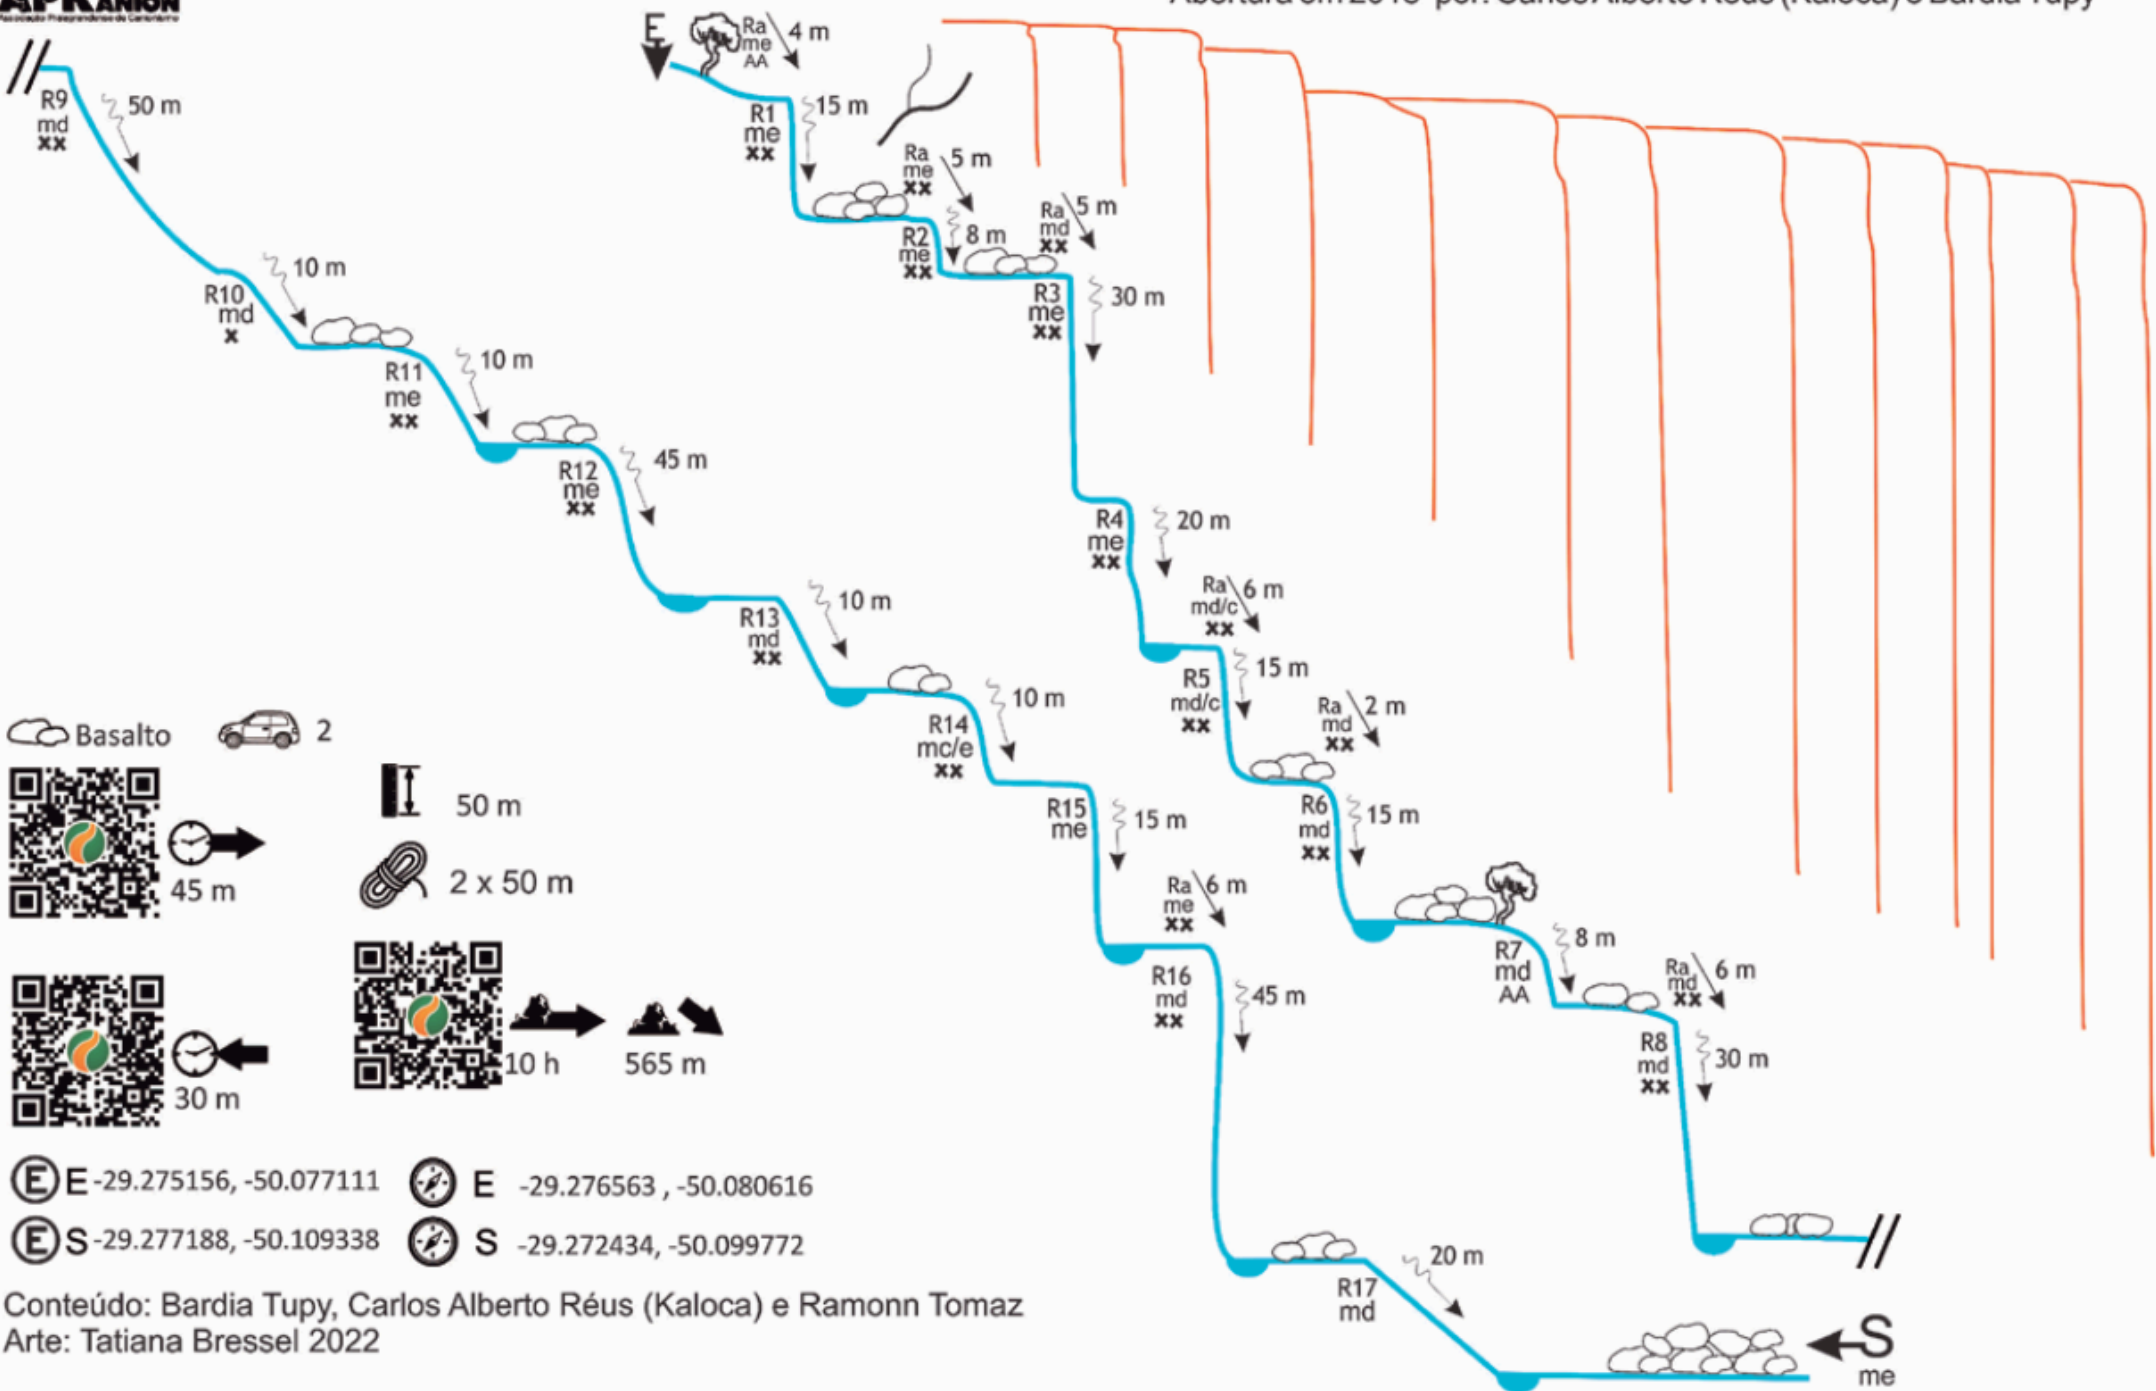 Associação Praiagrandense de Canionismo
E
Ra
me
AA
4 m
R1
me
xx
15 m
Ra
me
xx
5 m
R2
me
xx
8 m
Ra
md
xx
5 m
R3
me
xx
30 m
R4
me
xx
20 m
Ra
md/c
xx
6 m
R5
md/c
xx
15 m
Ra
md
xx
2 m
R6
md
xx
15 m
R7
md
AA
8 m
Ra
md
xx
6 m
R8
md
xx
30 m
R9
md
xx
50 m
R10
md
x
10 m
R11
me
xx
10 m
R12
me
xx
45 m
R13
md
xx
10 m
R14
mc/e
xx
10 m
R15
me
15 m
Ra
me
xx
6 m
R16
md
xx
45 m
R17
md
20 m
S
me
Basalto
2
50 m
45 m
2 x 50 m
30 m
10 h
565 m
E E -29.275156, -50.077111
E -29.276563 , -50.080616
E S -29.277188, -50.109338
S -29.272434, -50.099772
Conteúdo: Bardia Tupy, Carlos Alberto Réus (Kaloca) e Ramonn Tomaz
Arte: Tatiana Bressel 2022